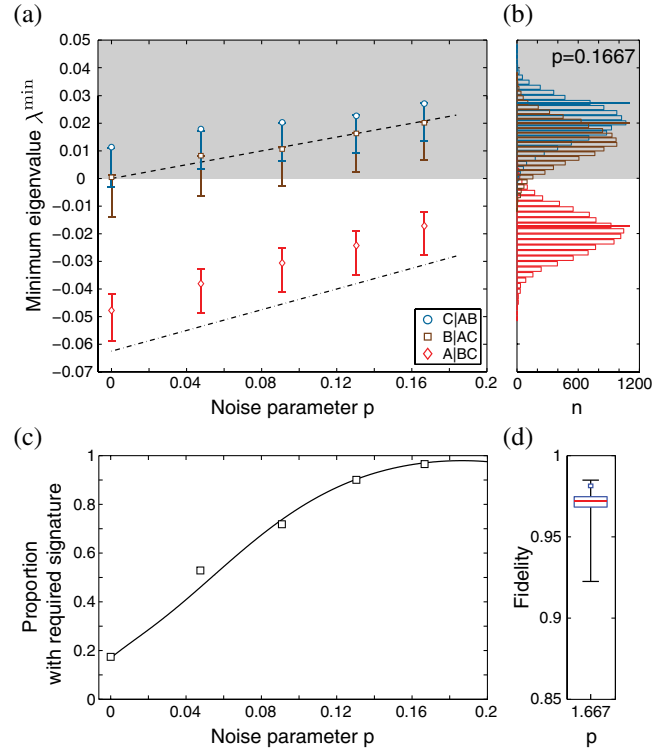 (a)
0.05
0.04
0.03
0.02
0.01
0
−0.01
−0.02
−0.03
−0.04
−0.05
−0.06
−0.07
Minimum eigenvalue λ^min
0 0.04 0.08 0.12 0.16 0.2
Noise parameter p
C|AB
B|AC
A|BC
(b)
p=0.1667
0 600 1200
n
(c)
1
0.8
0.6
0.4
0.2
0
Proportion
with required signature
0 0.04 0.08 0.12 0.16 0.2
Noise parameter p
(d)
1
0.95
0.9
0.85
Fidelity
1.667
p